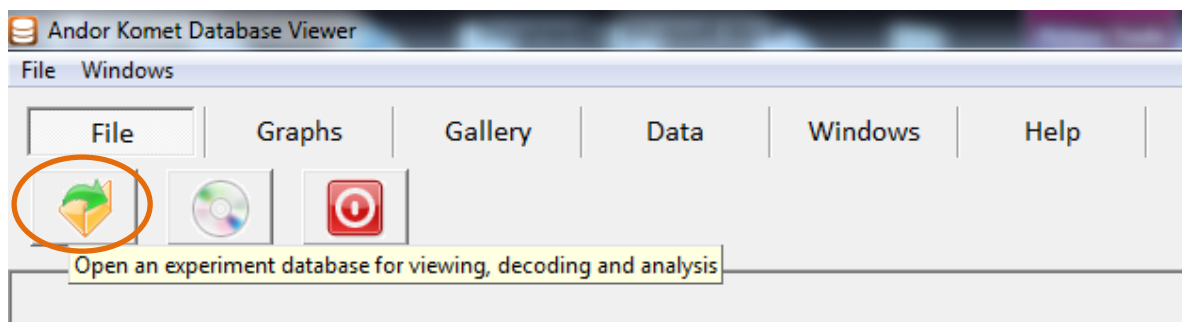 Andor Komet Database Viewer
File Windows
File Graphs Gallery Data Windows Help
Open an experiment database for viewing, decoding and analysis